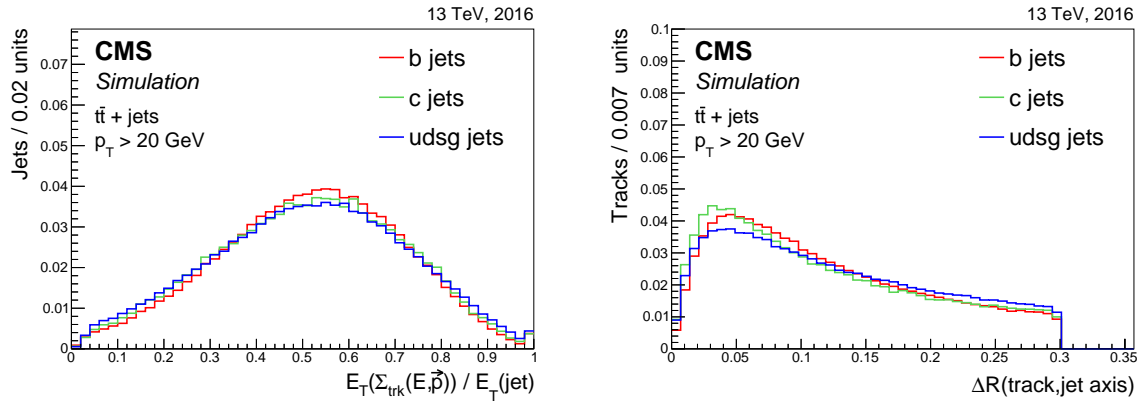 13 TeV, 2016
CMS
Simulation
tt̄ + jets
p_T > 20 GeV
b jets
c jets
udsg jets
Jets / 0.02 units
0.07
0.06
0.05
0.04
0.03
0.02
0.01
0
0 0.1 0.2 0.3 0.4 0.5 0.6 0.7 0.8 0.9 1
E_T(Σ_trk(E,p⃗)) / E_T(jet)
13 TeV, 2016
CMS
Simulation
tt̄ + jets
p_T > 20 GeV
b jets
c jets
udsg jets
Tracks / 0.007 units
0.1
0.09
0.08
0.07
0.06
0.05
0.04
0.03
0.02
0.01
0
0 0.05 0.1 0.15 0.2 0.25 0.3 0.35
ΔR(track,jet axis)